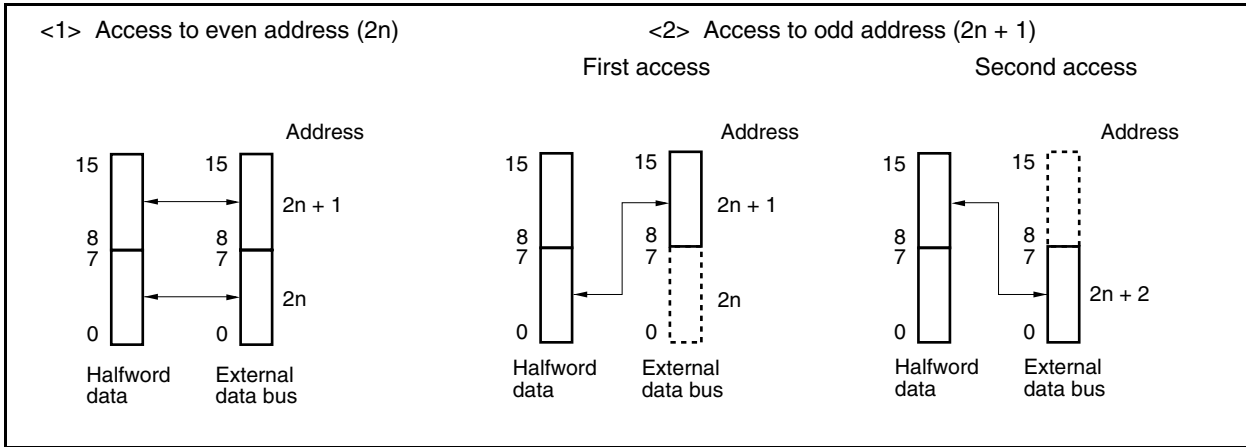 <1> Access to even address (2n)
<2> Access to odd address (2n + 1)
First access
Second access
Address
15
15
2n + 1
8
8
7
7
2n
0
0
Halfword
data
External
data bus
Address
15
15
2n + 1
8
8
7
7
2n
0
0
Halfword
data
External
data bus
Address
15
15
8
8
7
7
2n + 2
0
0
Halfword
data
External
data bus